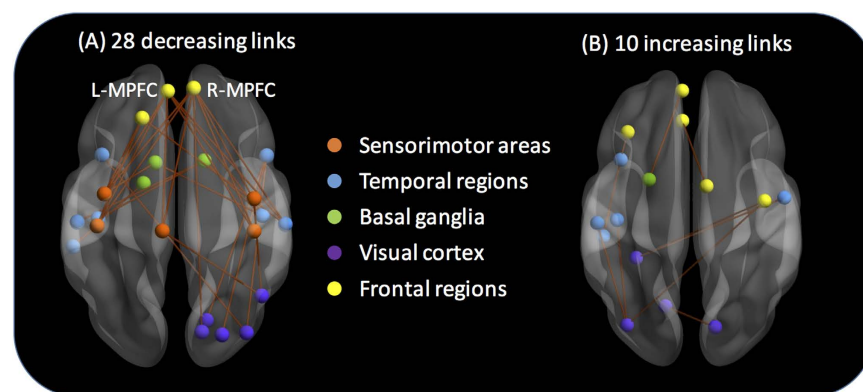 (A) 28 decreasing links
L-MPFC
R-MPFC
Sensorimotor areas
Temporal regions
Basal ganglia
Visual cortex
Frontal regions
(B) 10 increasing links